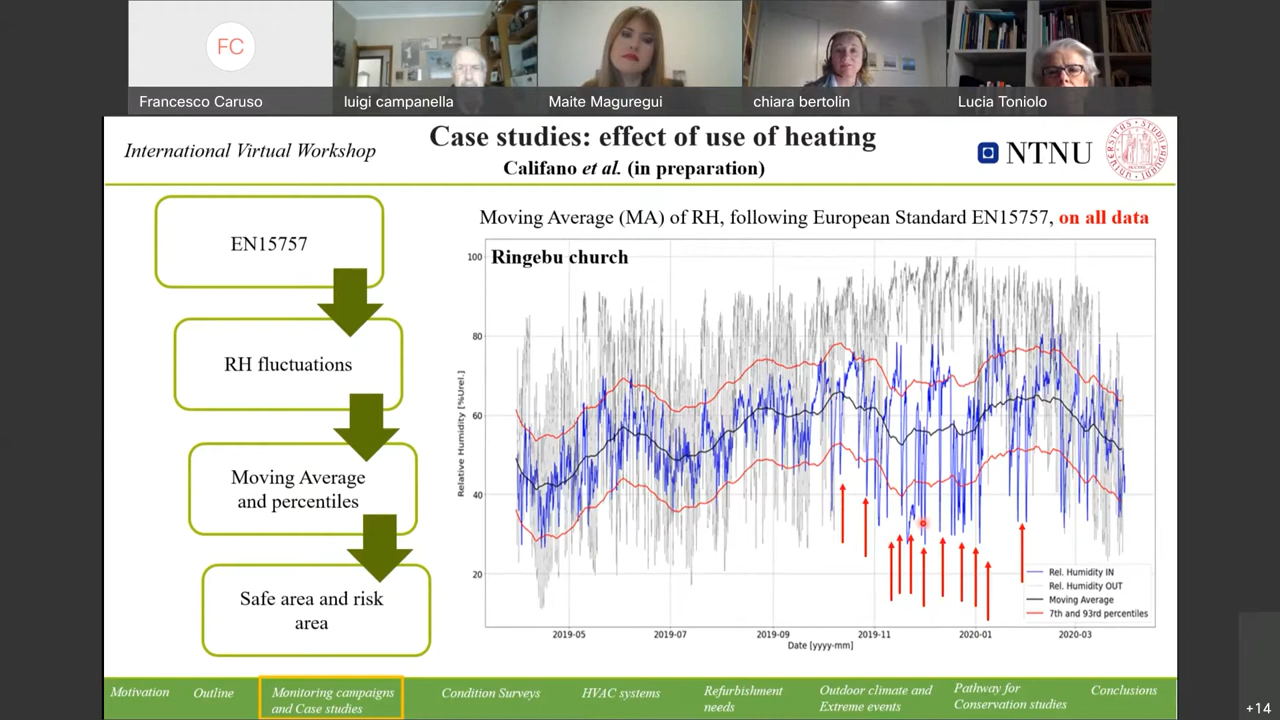 FC
Francesco Caruso
luigi campanella
Maite Maguregui
chiara bertolin
Lucia Toniolo
International Virtual Workshop
Case studies: effect of use of heating
Califano et al. (in preparation)
NTNU
EN15757
RH fluctuations
Moving Average
and percentiles
Safe area and risk
area
Moving Average (MA) of RH, following European Standard EN15757, on all data
Ringebu church
100
80
60
40
20
Relative Humidity [%Urel.]
2019-05
2019-07
2019-09
2019-11
2020-01
2020-03
Date [yyyy-mm]
Rel. Humidity IN
Rel. Humidity OUT
Moving Average
7th and 93rd percentiles
Motivation
Outline
Monitoring campaigns
and Case studies
Condition Surveys
HVAC systems
Refurbishment
needs
Outdoor climate and
Extreme events
Pathway for
Conservation studies
Conclusions
+14